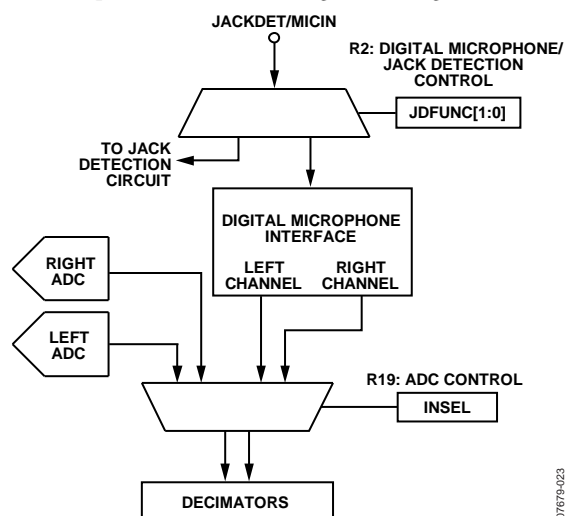 JACKDET/MICIN
R2: DIGITAL MICROPHONE/
JACK DETECTION
CONTROL
JDFUNC[1:0]
TO JACK
DETECTION
CIRCUIT
DIGITAL MICROPHONE
INTERFACE
LEFT
CHANNEL
RIGHT
CHANNEL
RIGHT
ADC
LEFT
ADC
R19: ADC CONTROL
INSEL
DECIMATORS
07679-023